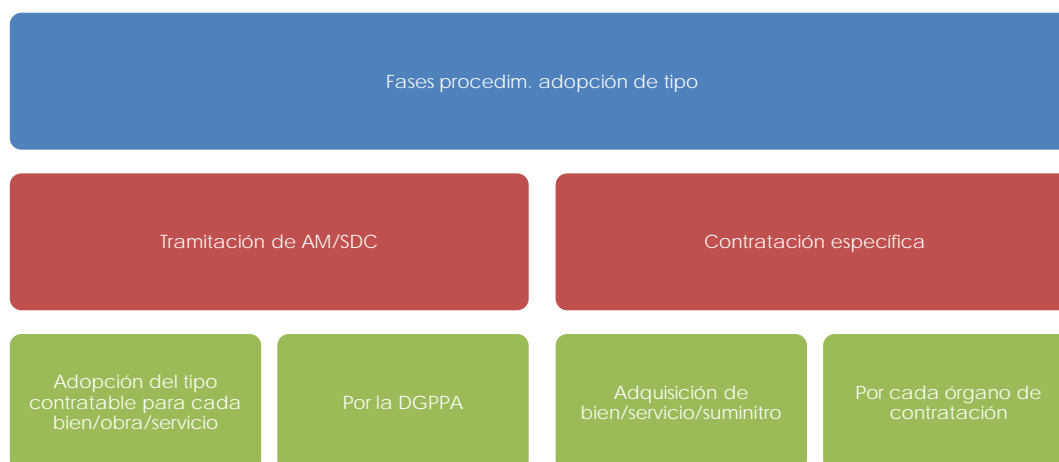 Fases procedim. adopción de tipo
Tramitación de AM/SDC
Contratación específica
Adopción del tipo
contratable para cada
bien/obra/servicio
Por la DGPPA
Adquisición de
bien/servicio/suminitro
Por cada órgano de
contratación